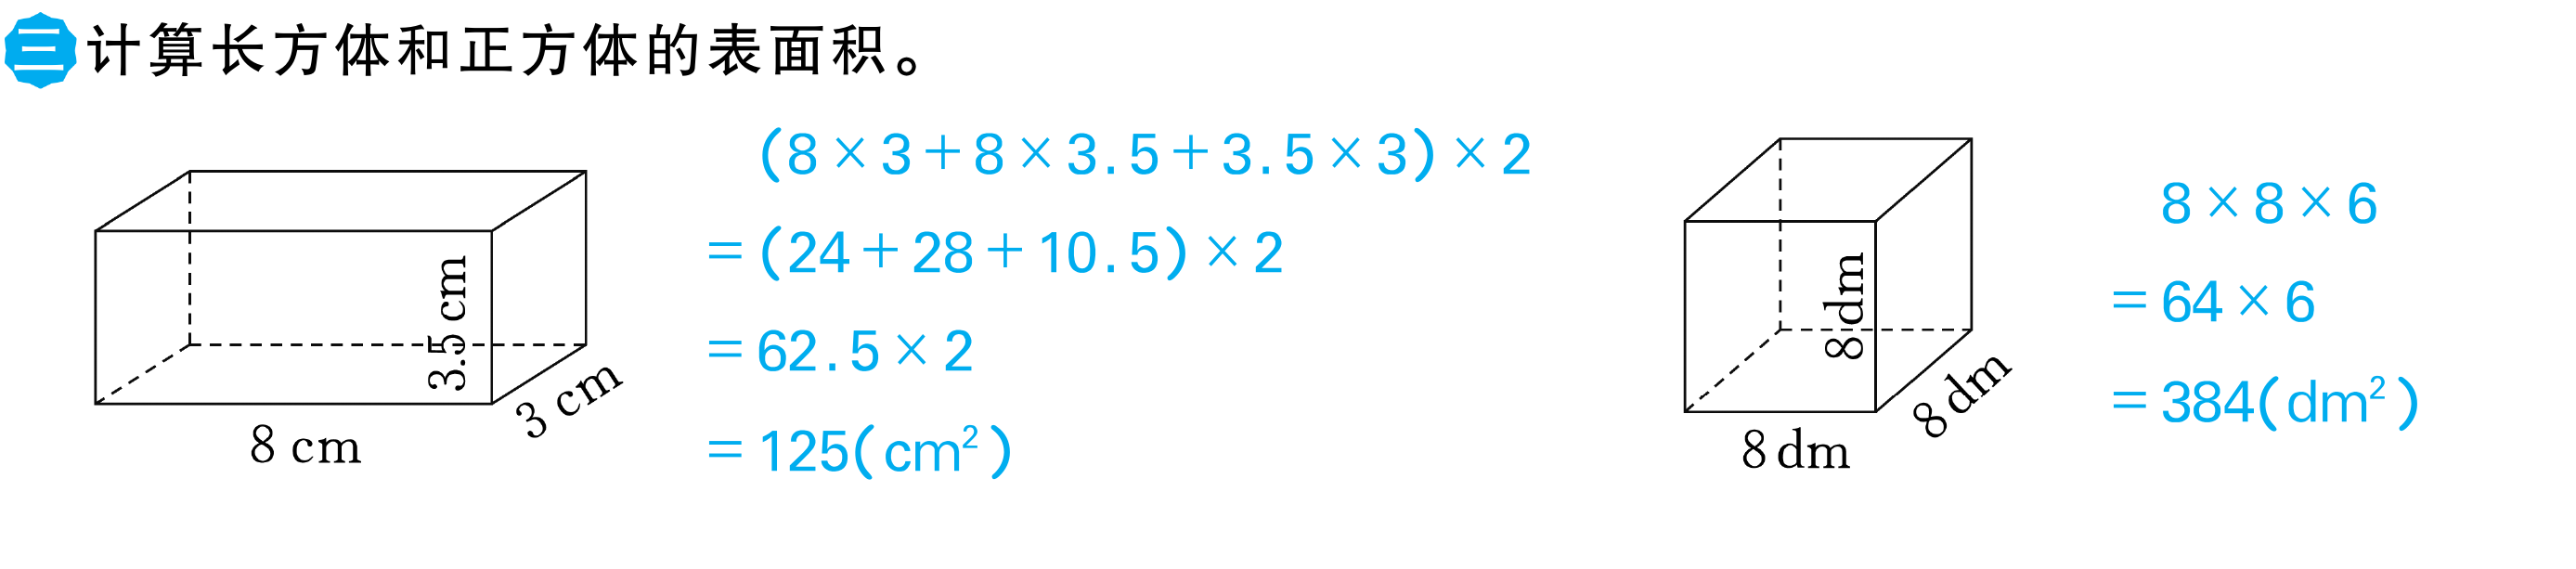 三 计算长方体和正方体的表面积。
(8×3+8×3.5+3.5×3)×2
=(24+28+10.5)×2
=62.5×2
=125(cm²)
3.5 cm
3 cm
8 cm
8×8×6
=64×6
=384(dm²)
8 dm
8 dm
8 dm